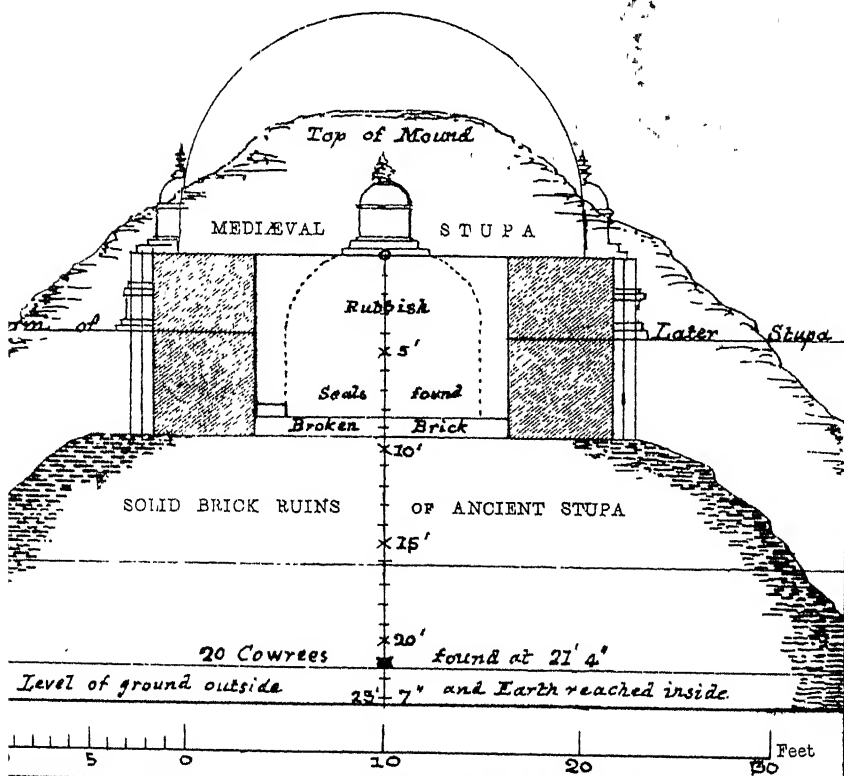 Top of Mound
MEDIÆVAL STUPA
Rubbish
of Later Stupa
5'
Seals found
Broken Brick
10'
SOLID BRICK RUINS OF ANCIENT STUPA
15'
20'
20 Cowrees found at 21' 4"
Level of ground outside 23'-7" and Earth reached inside
Feet
5 0 10 20 30